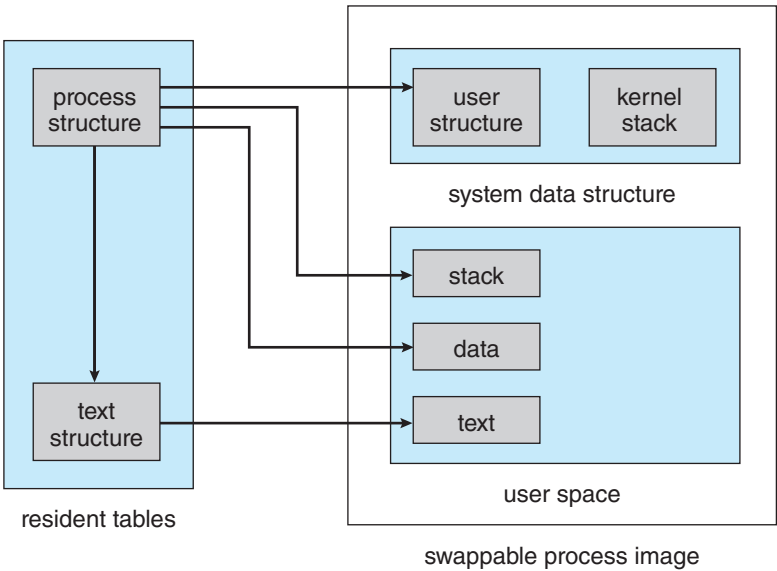 process
structure
user
structure
kernel
stack
system data structure
stack
data
text
structure
text
user space
resident tables
swappable process image